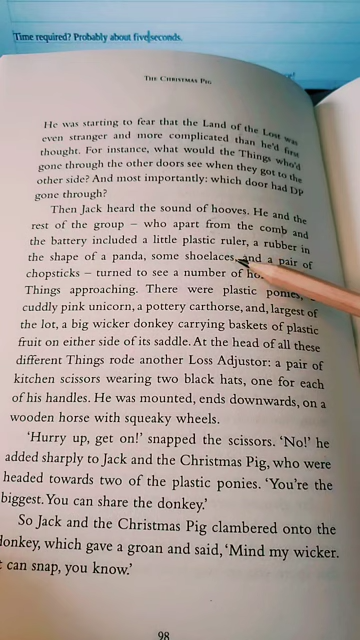 Time required? Probably about five seconds.
THE CHRISTMAS PIG
He was starting to fear that the Land of the Lost was
even stranger and more complicated than he'd first
thought. For instance, what would the Things who'd
gone through the other doors see when they got to the
other side? And most importantly: which door had DP
gone through?
Then Jack heard the sound of hooves. He and the
rest of the group – who apart from the comb and
the battery included a little plastic ruler, a rubber in
the shape of a panda, some shoelaces, and a pair of
chopsticks – turned to see a number of
Things approaching. There were plastic ponies,
cuddly pink unicorn, a pottery carthorse, and, largest of
the lot, a big wicker donkey carrying baskets of plastic
fruit on either side of its saddle. At the head of all these
different Things rode another Loss Adjustor: a pair of
kitchen scissors wearing two black hats, one for each
of his handles. He was mounted, ends downwards, on a
wooden horse with squeaky wheels.
'Hurry up, get on!' snapped the scissors. 'No!' he
added sharply to Jack and the Christmas Pig, who were
headed towards two of the plastic ponies. 'You're the
biggest. You can share the donkey.'
So Jack and the Christmas Pig clambered onto the
donkey, which gave a groan and said, 'Mind my wicker.
can snap, you know.'
98